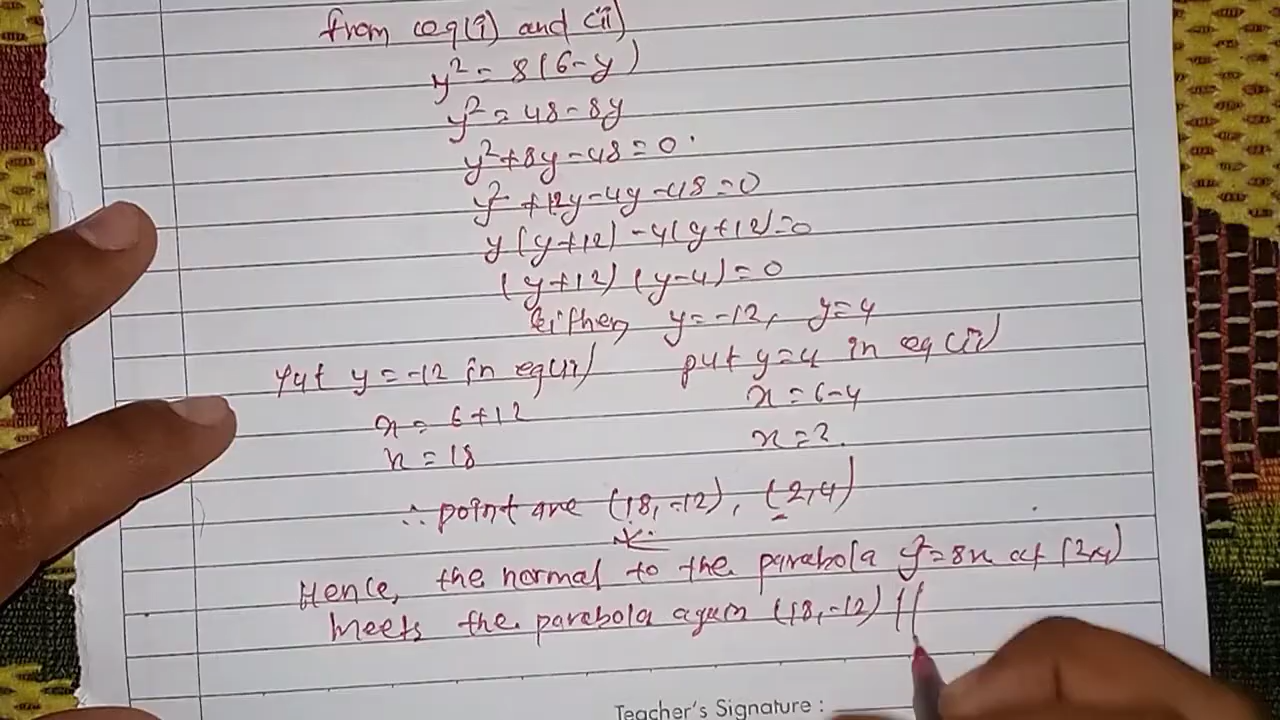 from eq(i) and (ii)
y² = 8(6-y)
y² = 48-8y
y²+8y-48=0
y²+12y-4y-48=0
y(y+12)-4(y+12)=0
(y+12)(y-4)=0
Either, y=-12, y=4
Put y=-12 in eq(ii) put y=4 in eq(ii)
x = 6+12 x=6-4
x = 18 x=2.
∴ point are (18,-12), (2,4)
Hence, the normal to the parabola y²=8x at (2,4)
meets the parabola again (18,-12) //
Teacher's Signature :